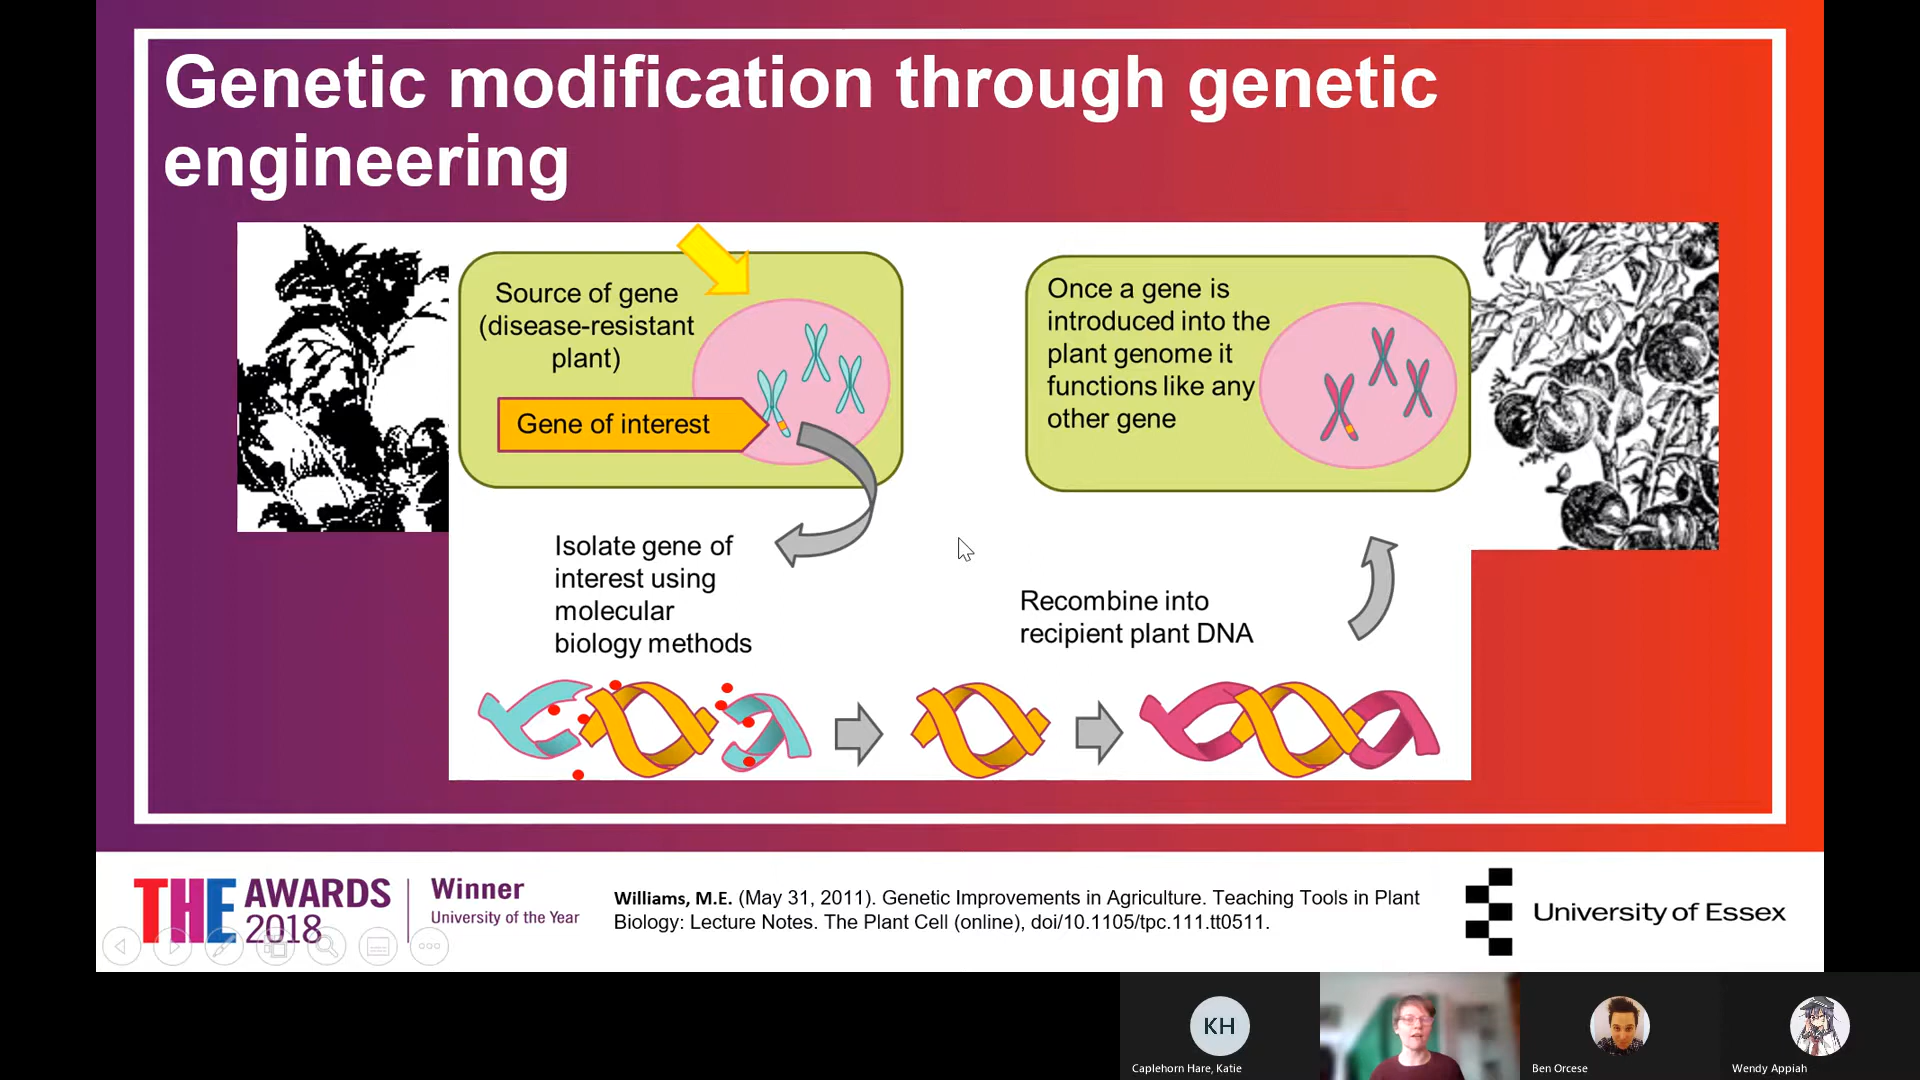 Genetic modification through genetic
engineering
Source of gene
(disease-resistant
plant)
Gene of interest
Once a gene is
introduced into the
plant genome it
functions like any
other gene
Isolate gene of
interest using
molecular
biology methods
Recombine into
recipient plant DNA
THE AWARDS
2018
Winner
University of the Year
Williams, M.E. (May 31, 2011). Genetic Improvements in Agriculture. Teaching Tools in Plant
Biology: Lecture Notes. The Plant Cell (online), doi/10.1105/tpc.111.tt0511.
University of Essex
KH
Caplehorn Hare, Katie
Ben Orcese
Wendy Appiah